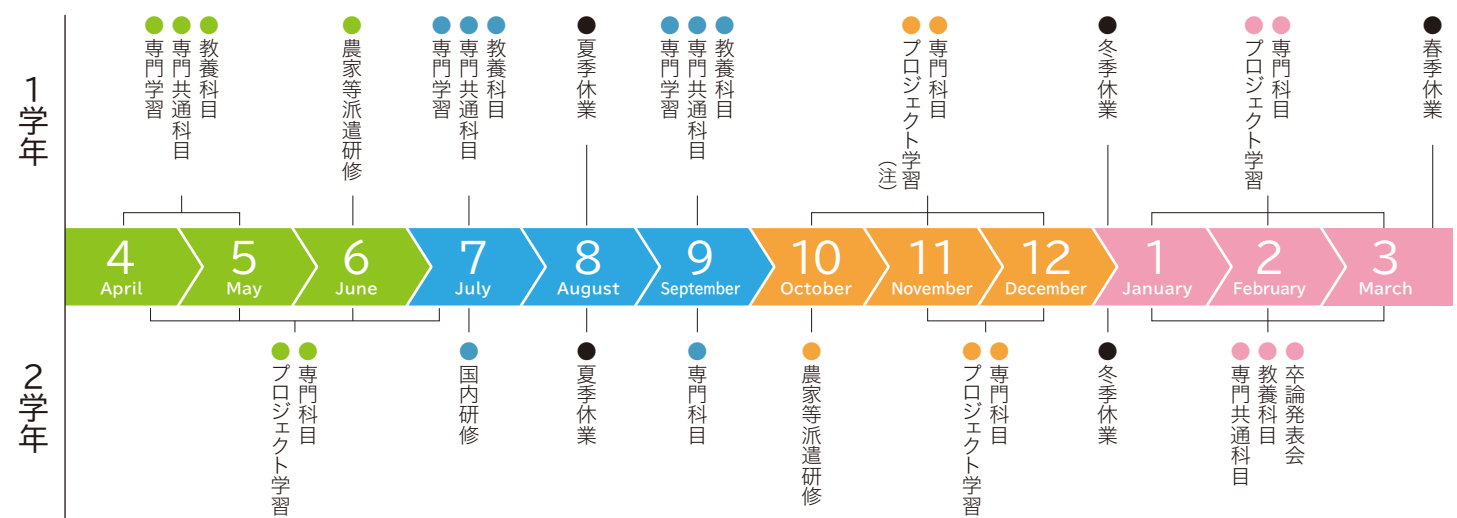 1学年
教養科目
専門共通科目
専門学習
農家等派遣研修
教養科目
専門共通科目
専門学習
夏季休業
教養科目
専門共通科目
専門学習
専門科目
プロジェクト学習
(注)
冬季休業
専門科目
プロジェクト学習
春季休業
4
April
5
May
6
June
7
July
8
August
9
September
10
October
11
November
12
December
1
January
2
February
3
March
2学年
専門科目
プロジェクト学習
国内研修
夏季休業
専門科目
農家等派遣研修
専門科目
プロジェクト学習
冬季休業
卒論発表会
教養科目
専門共通科目